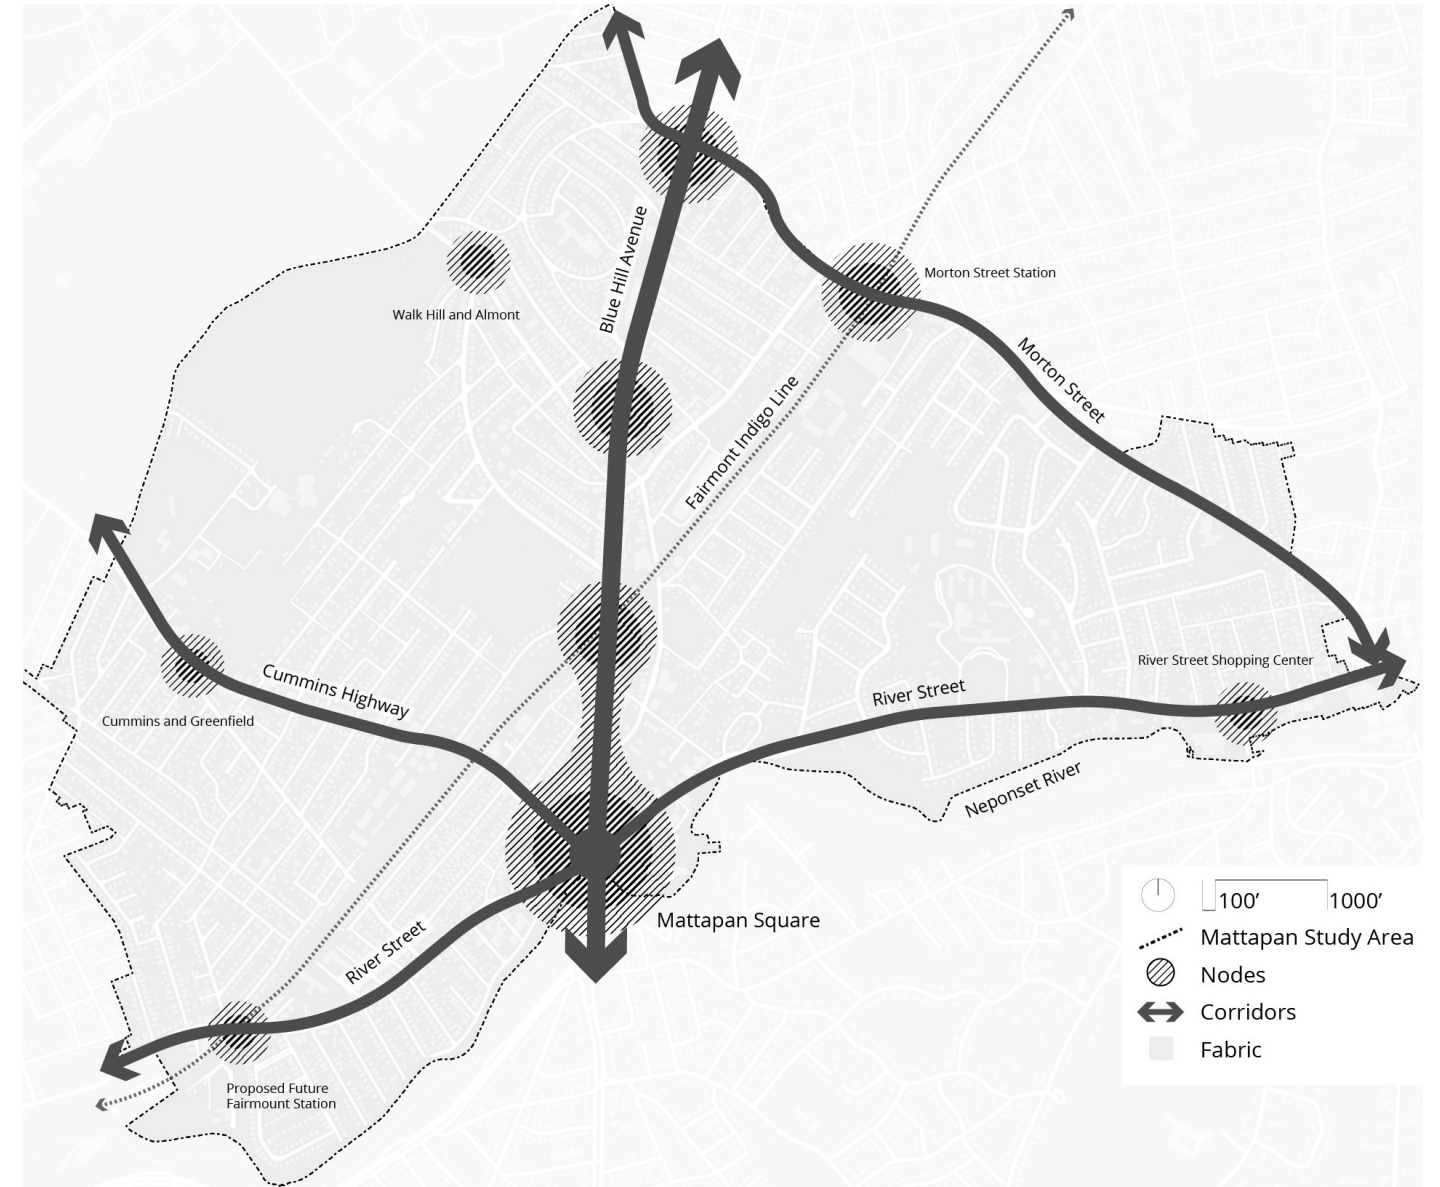 Blue Hill Avenue
Morton Street Station
Walk Hill and Almont
Morton Street
Fairmont Indigo Line
River Street Shopping Center
Cummins Highway
River Street
Cummins and Greenfield
Neponset River
Mattapan Square
River Street
Proposed Future
Fairmount Station
100’ 1000’
Mattapan Study Area
Nodes
Corridors
Fabric